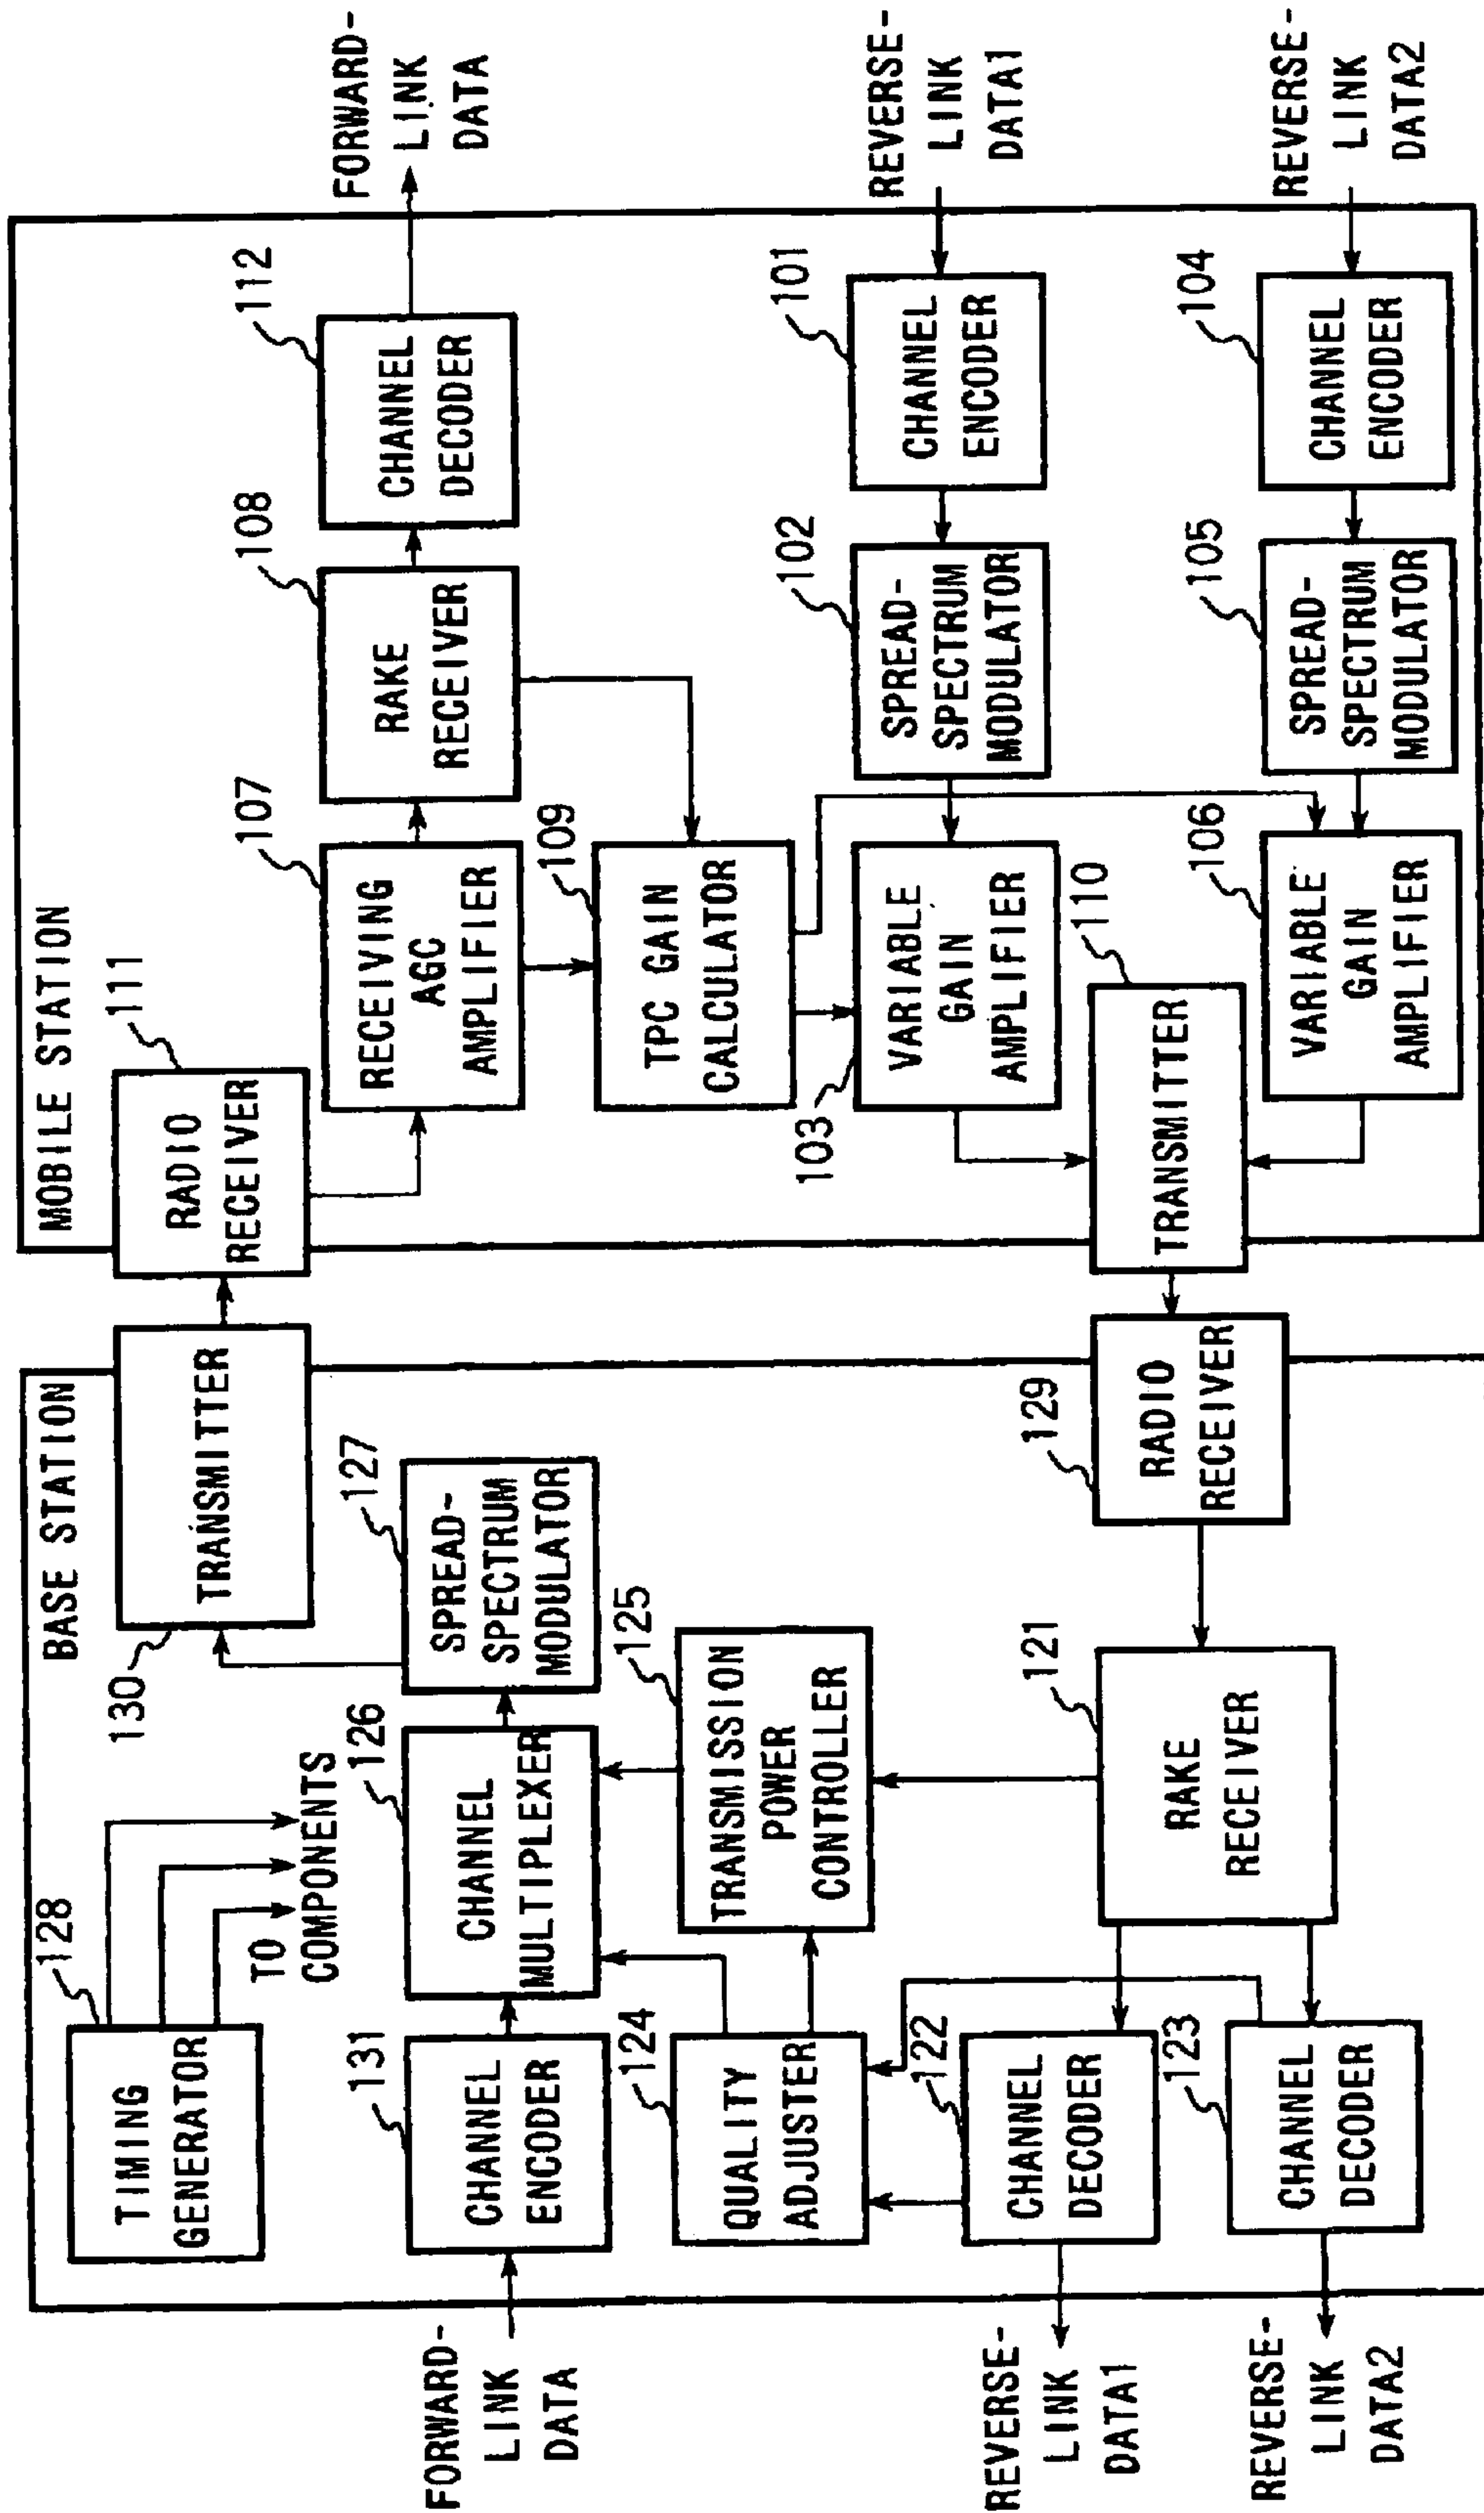 BASE STATION
128
TIMING
GENERATOR
TO
COMPONENTS
130
TRANSMITTER
FORWARD-
LINK
DATA
131
CHANNEL
ENCODER
126
CHANNEL
MULTIPLEXER
127
SPREAD-
SPECTRUM
MODULATOR
124
QUALITY
ADJUSTER
125
TRANSMISSION
POWER
CONTROLLER
REVERSE-
LINK
DATA1
122
CHANNEL
DECODER
121
RAKE
RECEIVER
129
RADIO
RECEIVER
REVERSE-
LINK
DATA2
123
CHANNEL
DECODER
MOBILE STATION
111
RADIO
RECEIVER
107
RECEIVING
AGC
AMPLIFIER
108
RAKE
RECEIVER
112
CHANNEL
DECODER
FORWARD-
LINK
DATA
109
TPC GAIN
CALCULATOR
103
VARIABLE
GAIN
AMPLIFIER
102
SPREAD-
SPECTRUM
MODULATOR
101
CHANNEL
ENCODER
REVERSE-
LINK
DATA1
110
TRANSMITTER
106
VARIABLE
GAIN
AMPLIFIER
105
SPREAD-
SPECTRUM
MODULATOR
104
CHANNEL
ENCODER
REVERSE-
LINK
DATA2